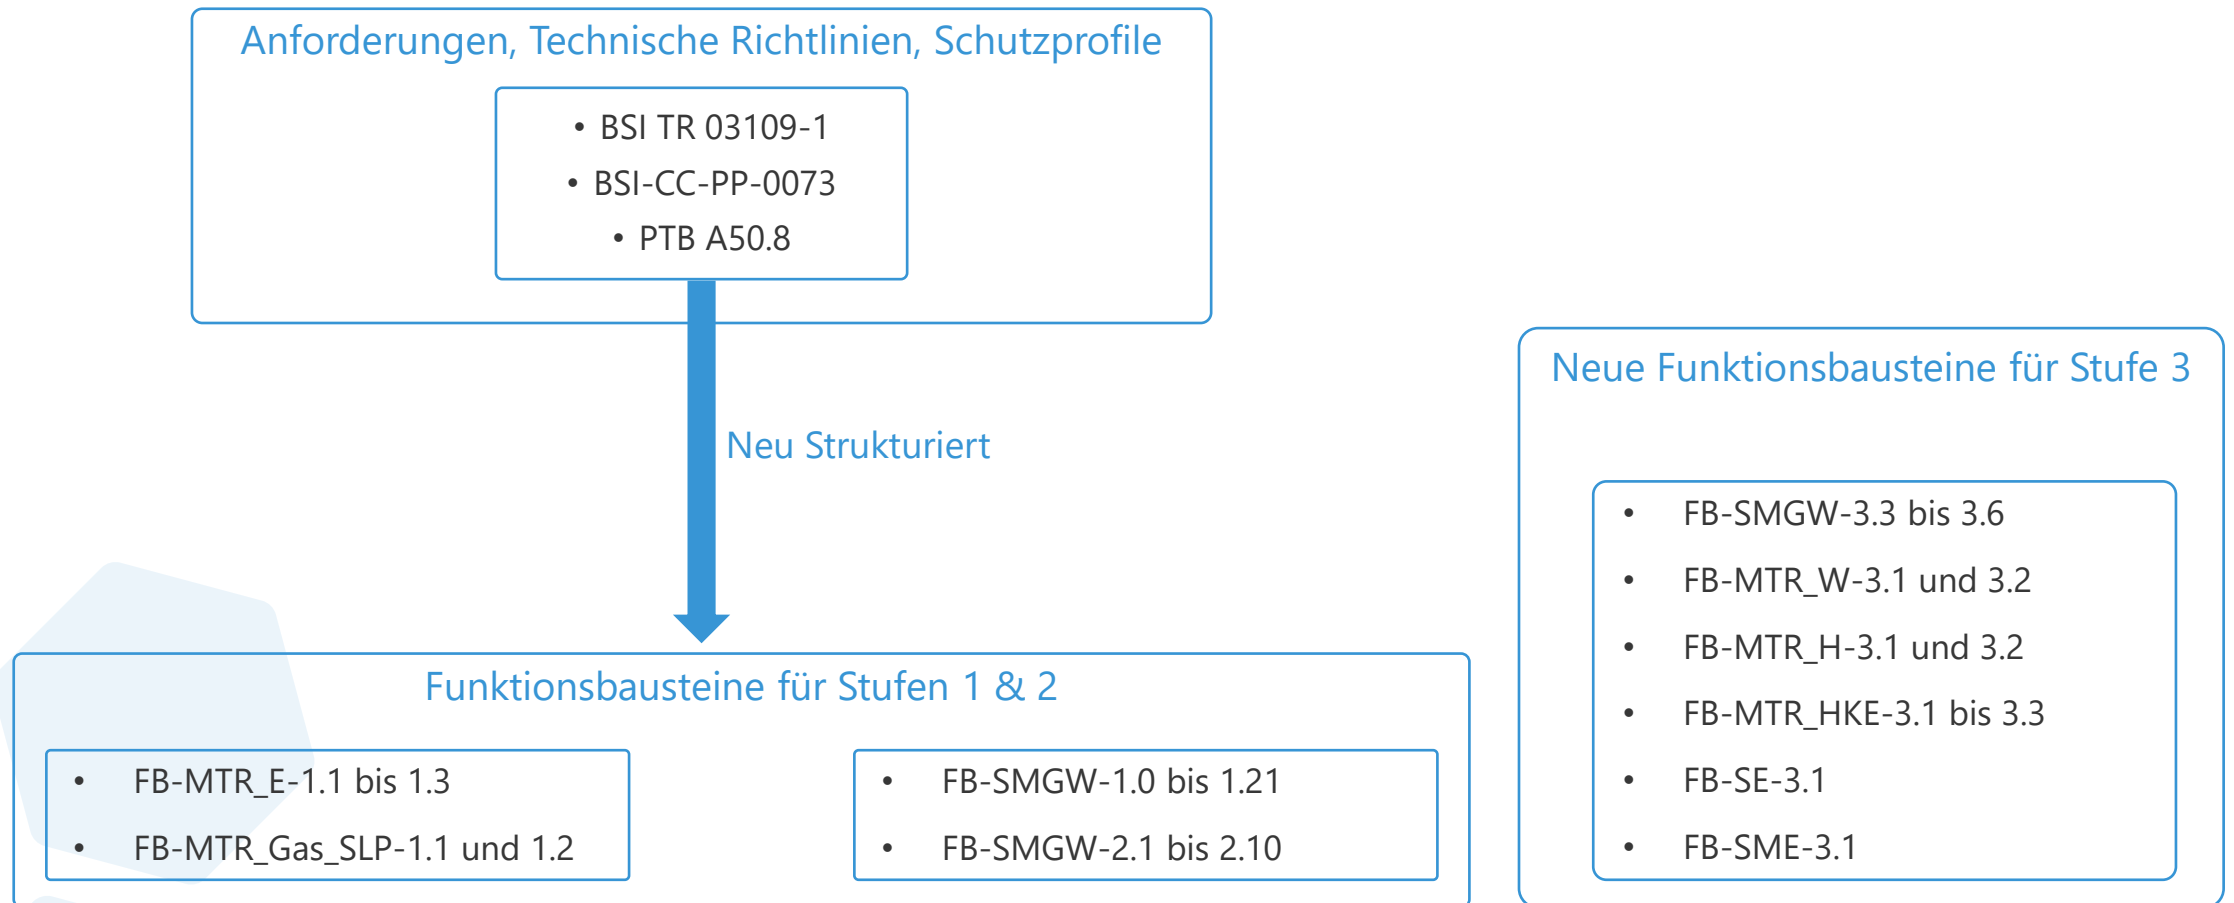 Anforderungen, Technische Richtlinien, Schutzprofile
• BSI TR 03109-1
• BSI-CC-PP-0073
• PTB A50.8
Neu Strukturiert
Funktionsbausteine für Stufen 1 & 2
• FB-MTR_E-1.1 bis 1.3
• FB-MTR_Gas_SLP-1.1 und 1.2
• FB-SMGW-1.0 bis 1.21
• FB-SMGW-2.1 bis 2.10
Neue Funktionsbausteine für Stufe 3
• FB-SMGW-3.3 bis 3.6
• FB-MTR_W-3.1 und 3.2
• FB-MTR_H-3.1 und 3.2
• FB-MTR_HKE-3.1 bis 3.3
• FB-SE-3.1
• FB-SME-3.1